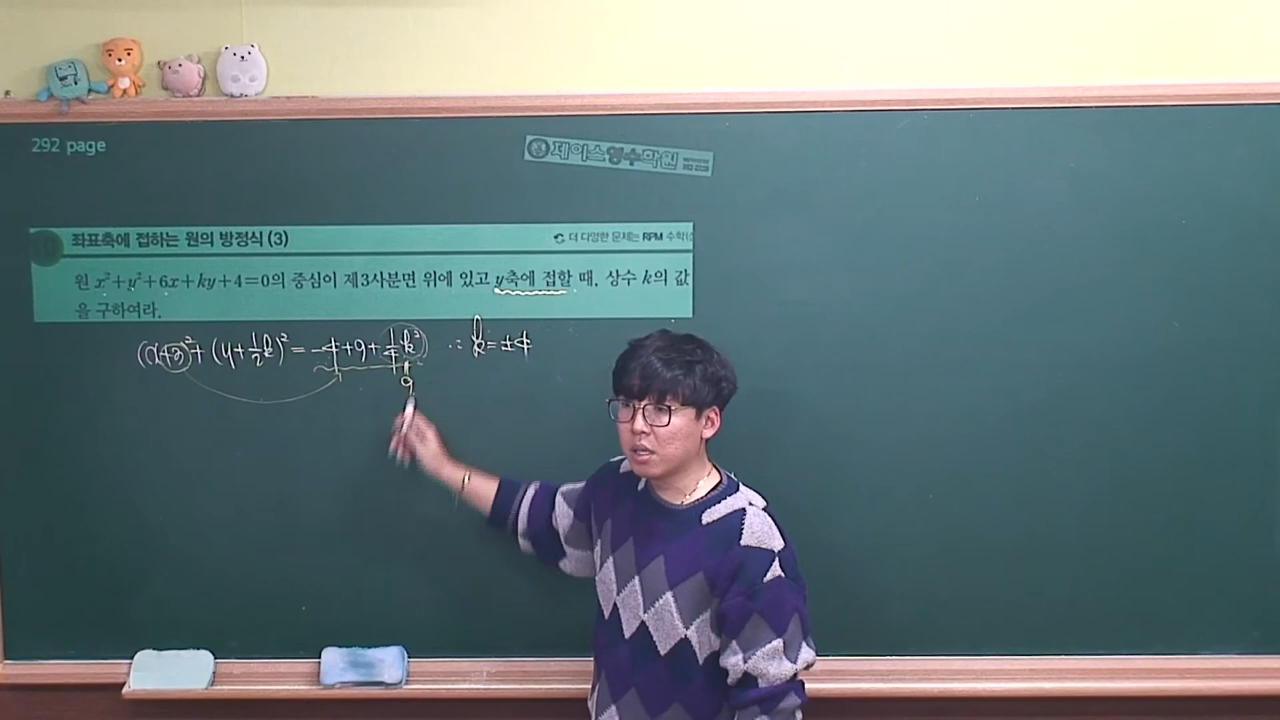 292 page
제이스영수학원
좌표축에 접하는 원의 방정식 (3)
더 다양한 문제는 RPM 수학
원 x²+y²+6x+ky+4=0의 중심이 제3사분면 위에 있고 y축에 접할 때, 상수 k의 값
을 구하여라.
(x+3)²+(y+½k)²=-4+9+¼k² ∴ k=±4
9